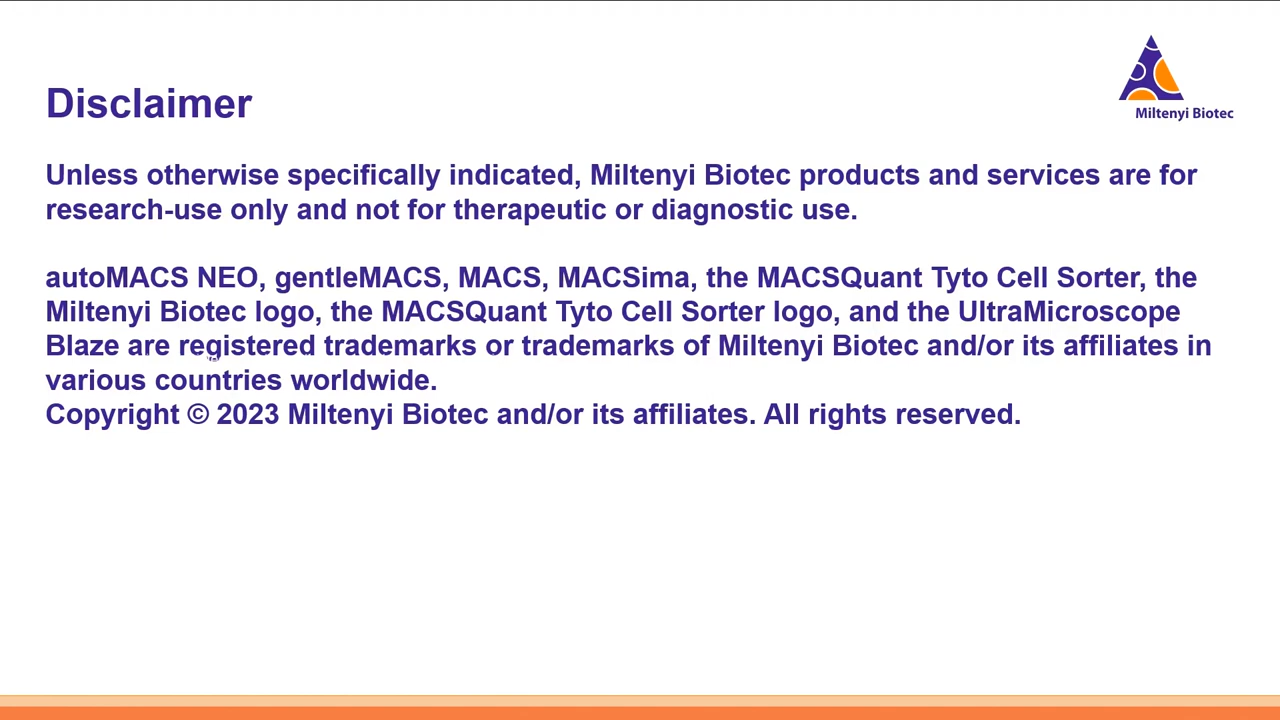 Miltenyi Biotec
Disclaimer
Unless otherwise specifically indicated, Miltenyi Biotec products and services are for
research-use only and not for therapeutic or diagnostic use.
autoMACS NEO, gentleMACS, MACS, MACSima, the MACSQuant Tyto Cell Sorter, the
Miltenyi Biotec logo, the MACSQuant Tyto Cell Sorter logo, and the UltraMicroscope
Blaze are registered trademarks or trademarks of Miltenyi Biotec and/or its affiliates in
various countries worldwide.
Copyright © 2023 Miltenyi Biotec and/or its affiliates. All rights reserved.